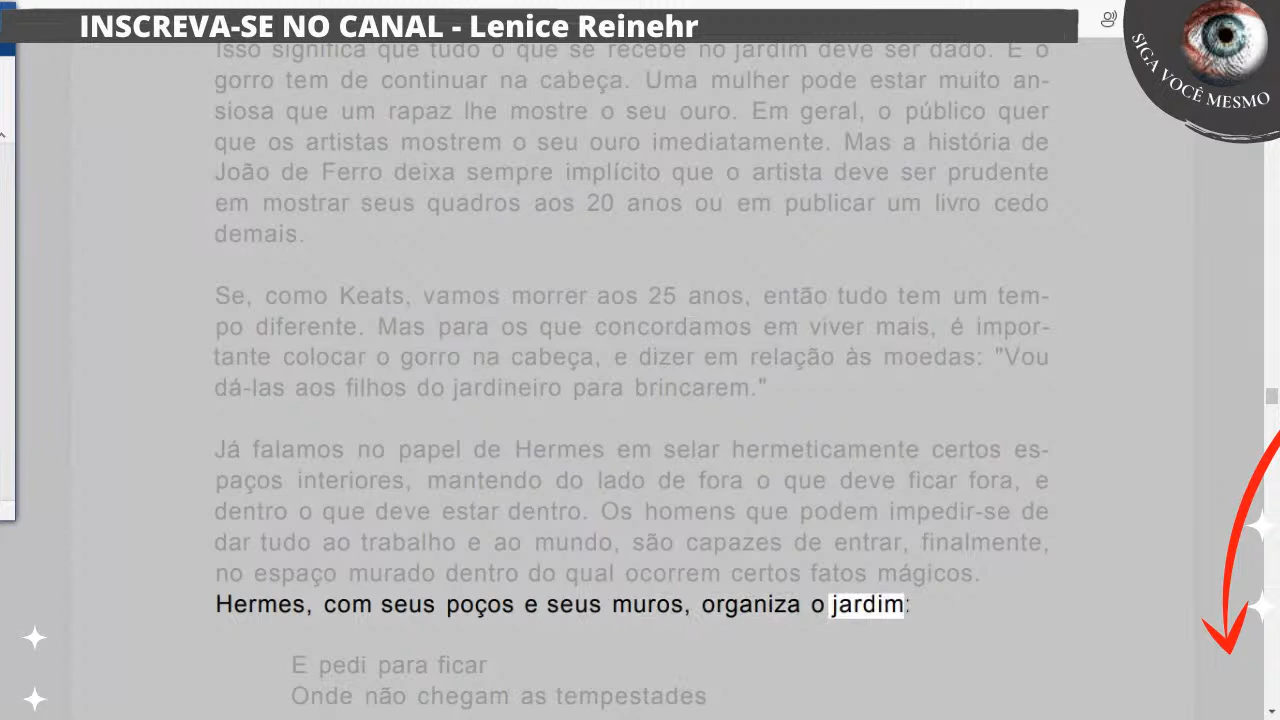 INSCREVA-SE NO CANAL - Lenice Reinehr
SIGA VOCÊ MESMO
Isso significa que tudo o que se recebe no jardim deve ser dado. E o
gorro tem de continuar na cabeça. Uma mulher pode estar muito an-
siosa que um rapaz lhe mostre o seu ouro. Em geral, o público quer
que os artistas mostrem o seu ouro imediatamente. Mas a história de
João de Ferro deixa sempre implícito que o artista deve ser prudente
em mostrar seus quadros aos 20 anos ou em publicar um livro cedo
demais.
Se, como Keats, vamos morrer aos 25 anos, então tudo tem um tem-
po diferente. Mas para os que concordamos em viver mais, é impor-
tante colocar o gorro na cabeça, e dizer em relação às moedas: "Vou
dá-las aos filhos do jardineiro para brincarem."
Já falamos no papel de Hermes em selar hermeticamente certos es-
paços interiores, mantendo do lado de fora o que deve ficar fora, e
dentro o que deve estar dentro. Os homens que podem impedir-se de
dar tudo ao trabalho e ao mundo, são capazes de entrar, finalmente,
no espaço murado dentro do qual ocorrem certos fatos mágicos.
Hermes, com seus poços e seus muros, organiza o jardim:
E pedi para ficar
Onde não chegam as tempestades